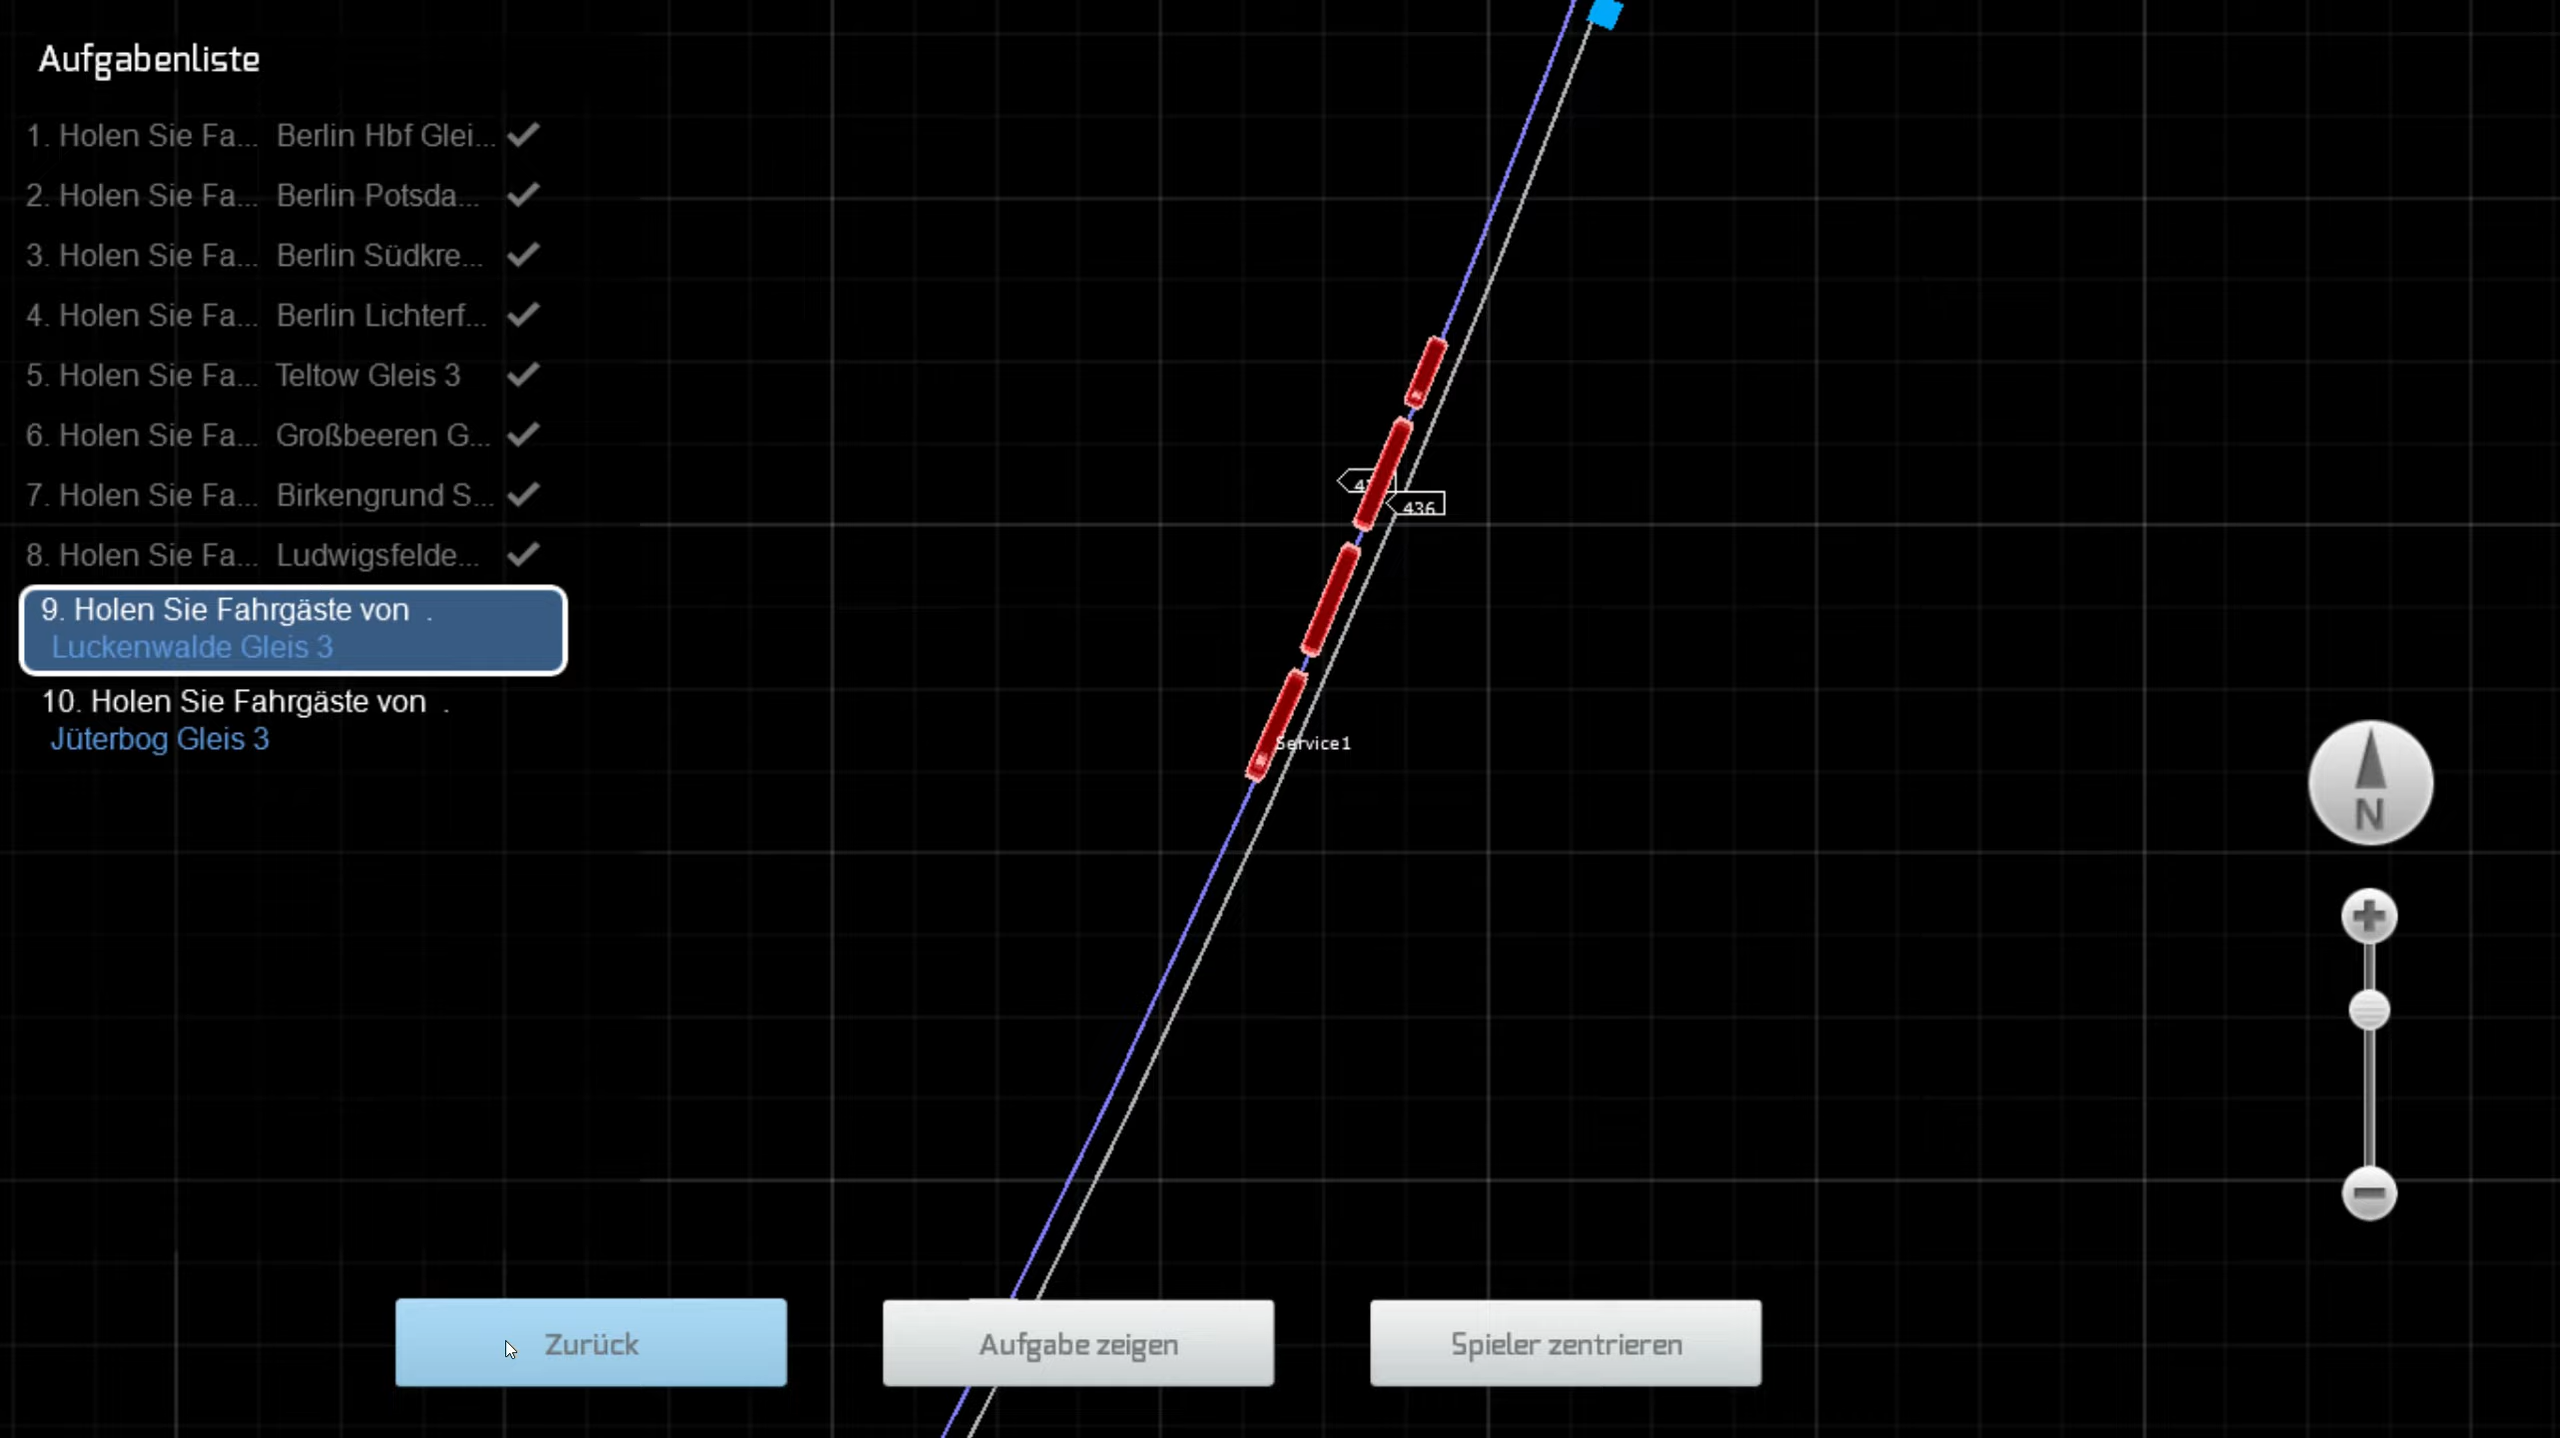 Aufgabenliste
1. Holen Sie Fa... Berlin Hbf Glei...
2. Holen Sie Fa... Berlin Potsda...
3. Holen Sie Fa... Berlin Südkre...
4. Holen Sie Fa... Berlin Lichterf...
5. Holen Sie Fa... Teltow Gleis 3
6. Holen Sie Fa... Großbeeren G...
7. Holen Sie Fa... Birkengrund S...
8. Holen Sie Fa... Ludwigsfelde...
9. Holen Sie Fahrgäste von .
Luckenwalde Gleis 3
10. Holen Sie Fahrgäste von .
Jüterbog Gleis 3
436
Service1
N
Zurück
Aufgabe zeigen
Spieler zentrieren